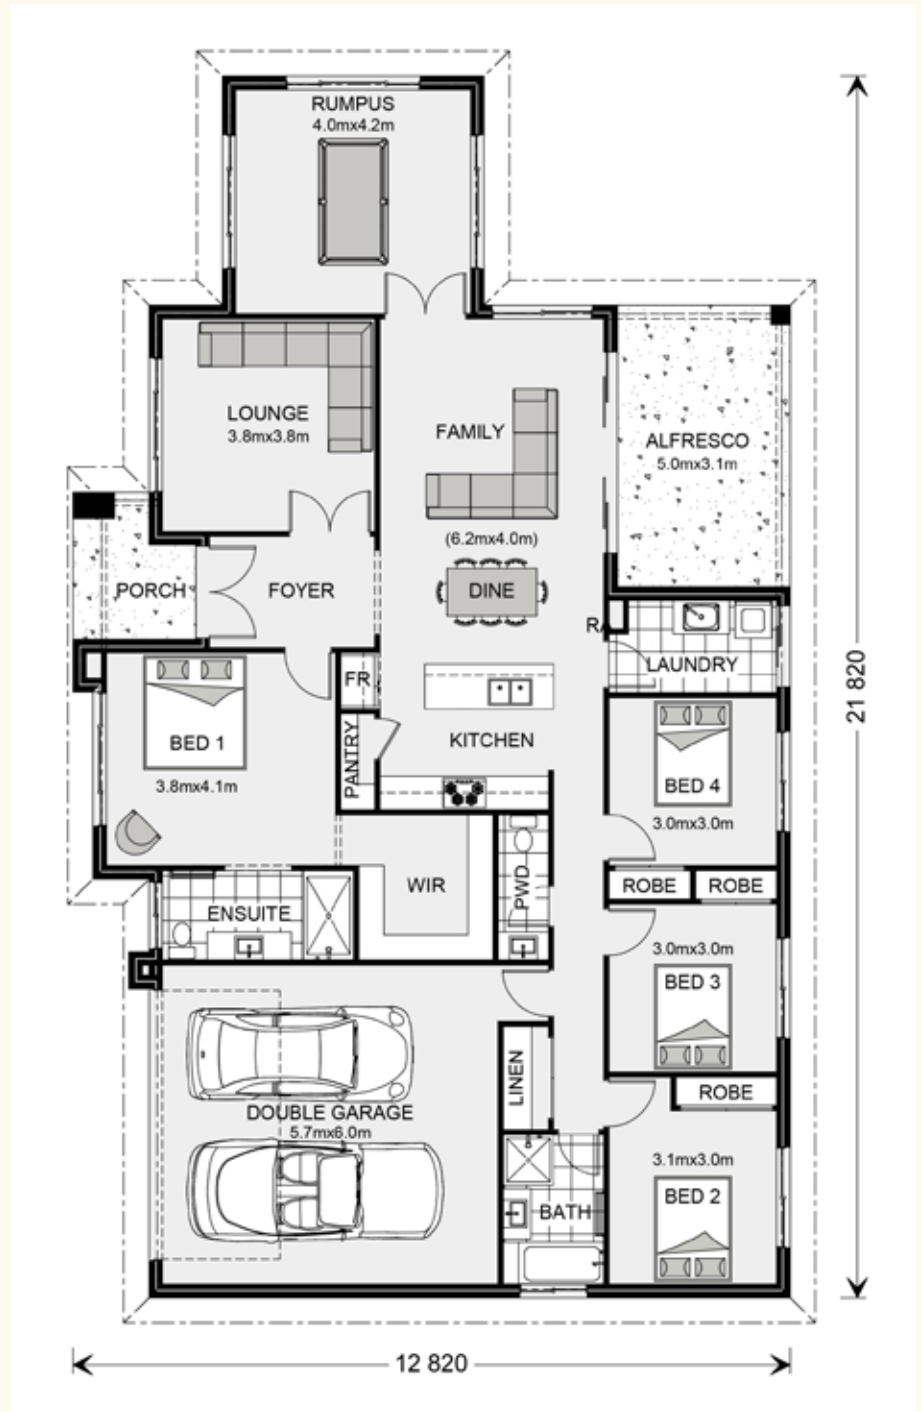 RUMPUS
4.0mx4.2m
LOUNGE
3.8mx3.8m
FAMILY
ALFRESCO
5.0mx3.1m
(6.2mx4.0m)
PORCH
FOYER
DINE
LAUNDRY
FR
BED 1
3.8mx4.1m
PANTRY
KITCHEN
BED 4
3.0mx3.0m
WIR
PWD
ROBE
ROBE
ENSUITE
3.0mx3.0m
BED 3
LINEN
ROBE
DOUBLE GARAGE
5.7mx6.0m
3.1mx3.0m
BED 2
BATH
21 820
12 820